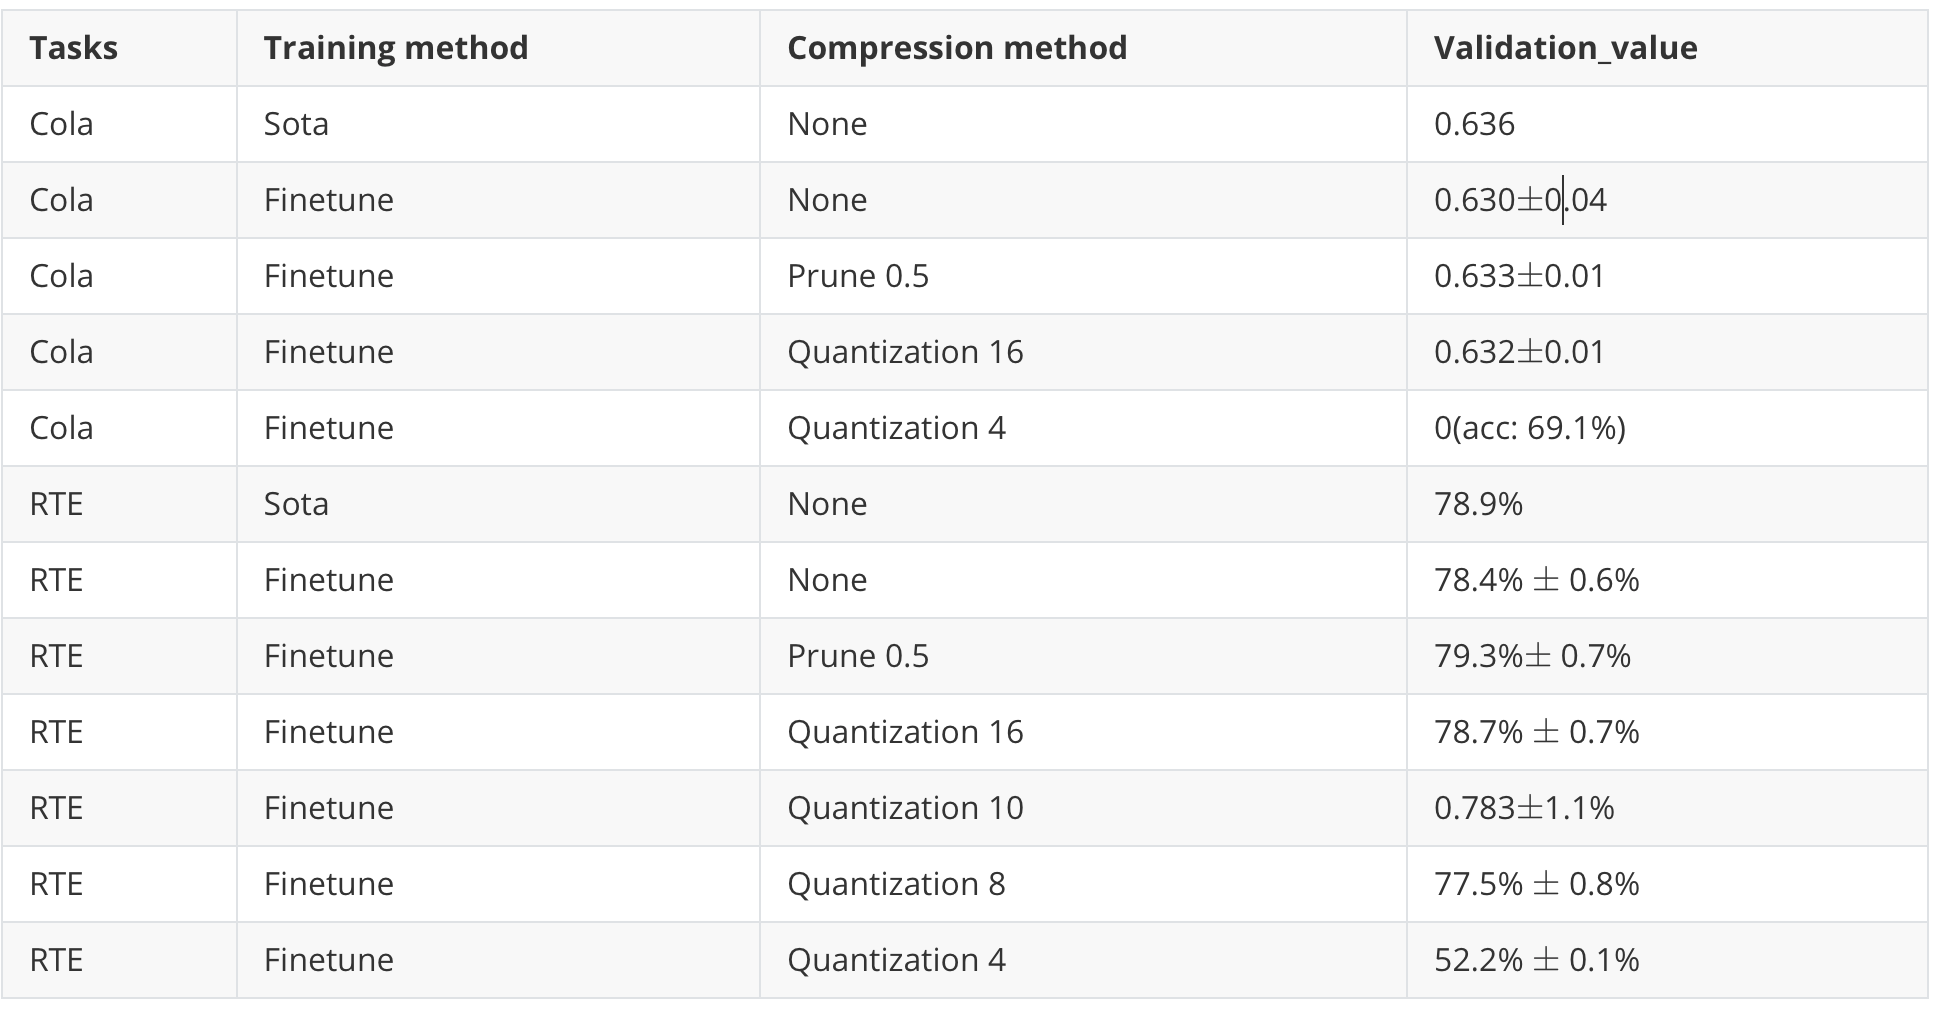 Tasks Training method Compression method Validation_value
Cola Sota None 0.636
Cola Finetune None 0.630±0.04
Cola Finetune Prune 0.5 0.633±0.01
Cola Finetune Quantization 16 0.632±0.01
Cola Finetune Quantization 4 0(acc: 69.1%)
RTE Sota None 78.9%
RTE Finetune None 78.4% ± 0.6%
RTE Finetune Prune 0.5 79.3%± 0.7%
RTE Finetune Quantization 16 78.7% ± 0.7%
RTE Finetune Quantization 10 0.783±1.1%
RTE Finetune Quantization 8 77.5% ± 0.8%
RTE Finetune Quantization 4 52.2% ± 0.1%